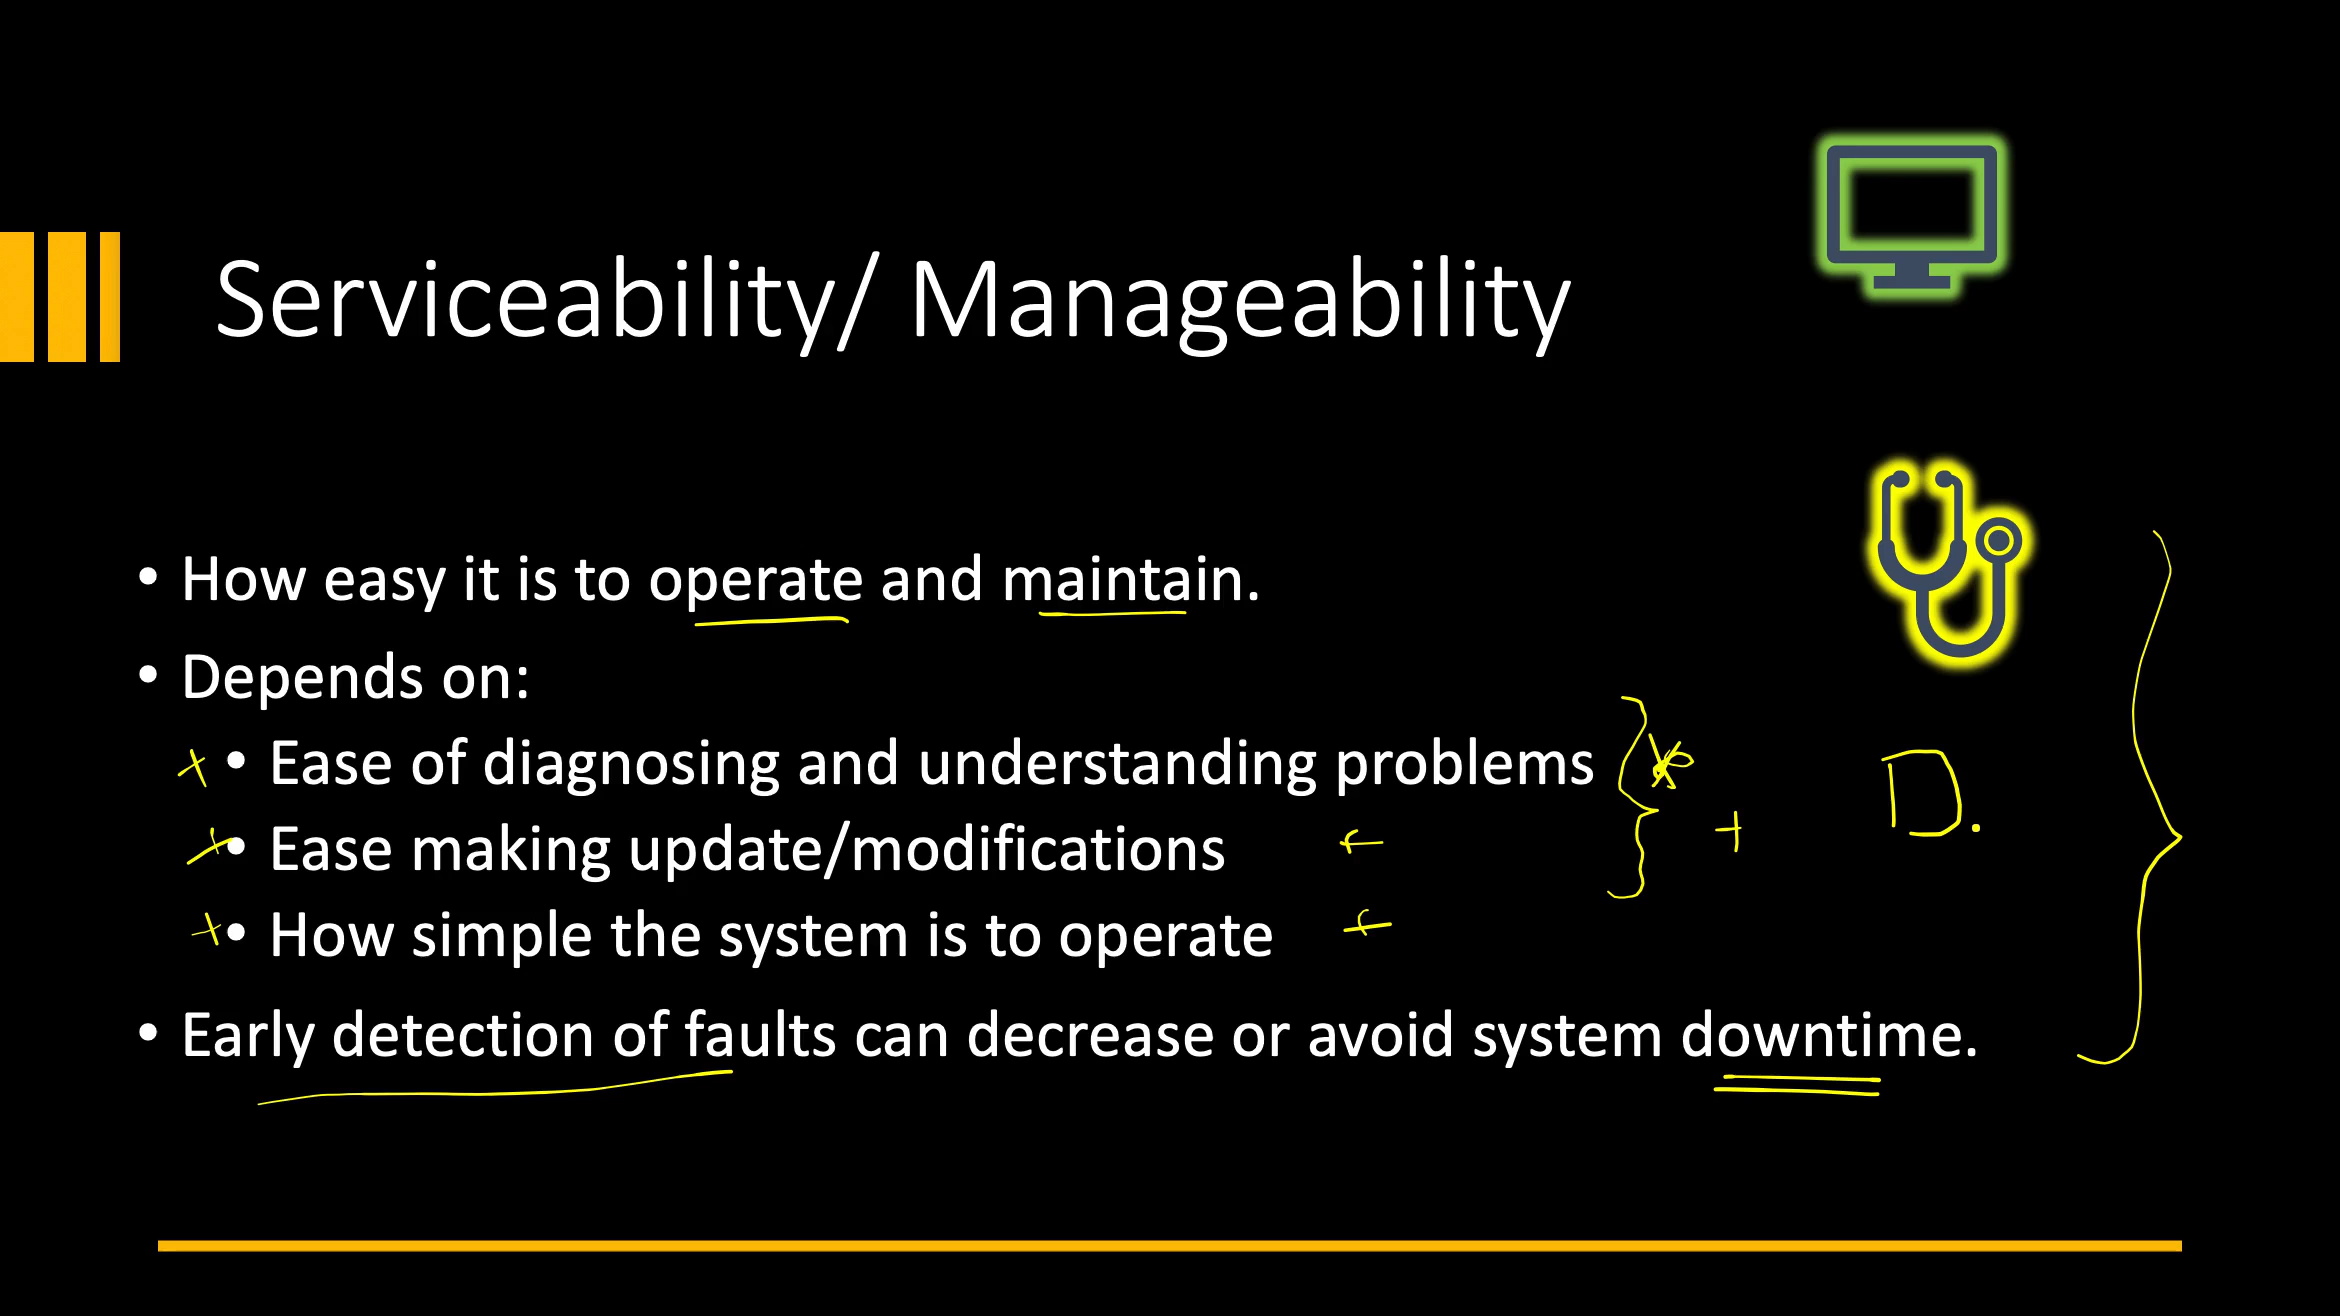 Serviceability/ Manageability
• How easy it is to operate and maintain.
• Depends on:
• Ease of diagnosing and understanding problems
• Ease making update/modifications
• How simple the system is to operate
+ D.
• Early detection of faults can decrease or avoid system downtime.